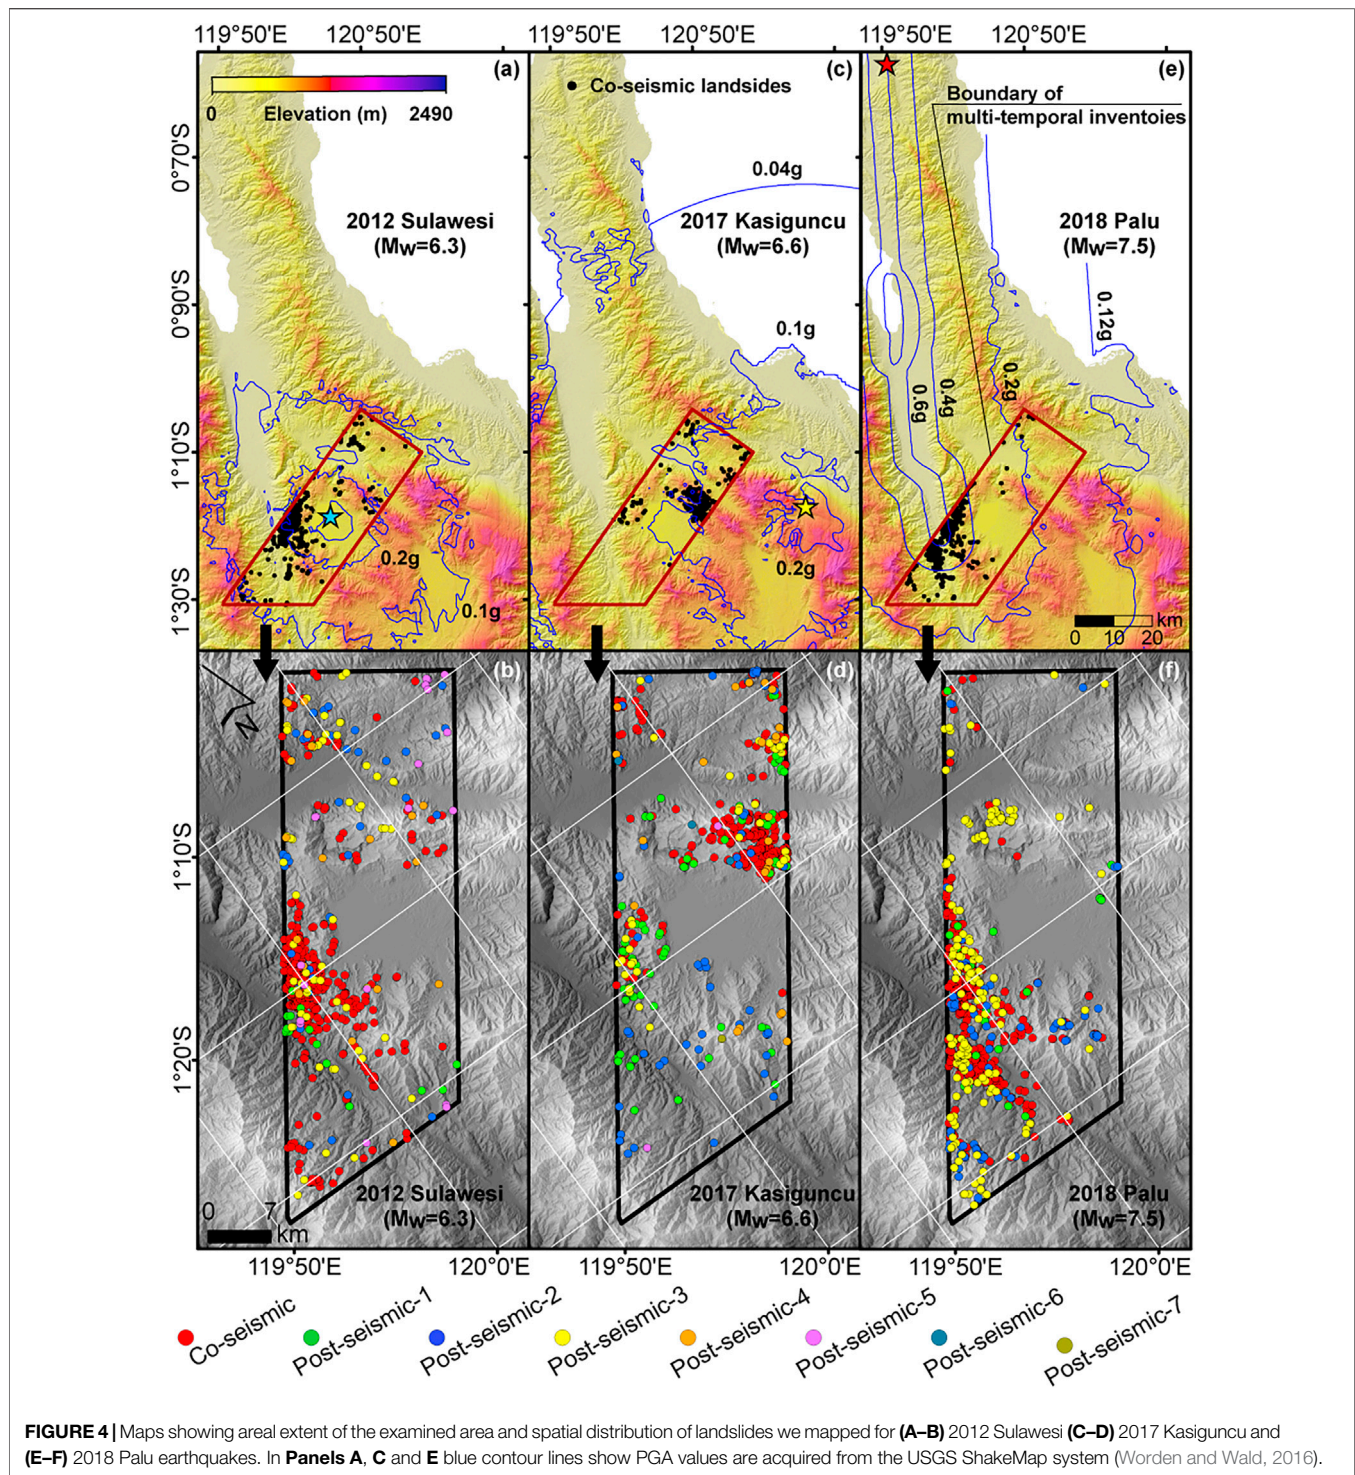 119°50'E 120°50'E 119°50'E 120°50'E 119°50'E 120°50'E
(a) (c) (e)
0 Elevation (m) 2490
Co-seismic landsides
Boundary of
multi-temporal inventoies
0°70'S
0.04g
2012 Sulawesi
(Mw=6.3)
2017 Kasiguncu
(Mw=6.6)
2018 Palu
(Mw=7.5)
0°90'S
0.1g
0.12g
0.2g
0.4g
0.6g
1°10'S
0.2g
0.2g
0.1g
1°30'S
km
0 10 20
(b) (d) (f)
N
1°10'S
1°20'S
2012 Sulawesi
(Mw=6.3)
2017 Kasiguncu
(Mw=6.6)
2018 Palu
(Mw=7.5)
0 7
km
119°50'E 120°0'E 119°50'E 120°0'E 119°50'E 120°0'E
Co-seismic
Post-seismic-1
Post-seismic-2
Post-seismic-3
Post-seismic-4
Post-seismic-5
Post-seismic-6
Post-seismic-7
FIGURE 4 | Maps showing areal extent of the examined area and spatial distribution of landslides we mapped for (A–B) 2012 Sulawesi (C–D) 2017 Kasiguncu and
(E–F) 2018 Palu earthquakes. In Panels A, C and E blue contour lines show PGA values are acquired from the USGS ShakeMap system (Worden and Wald, 2016).